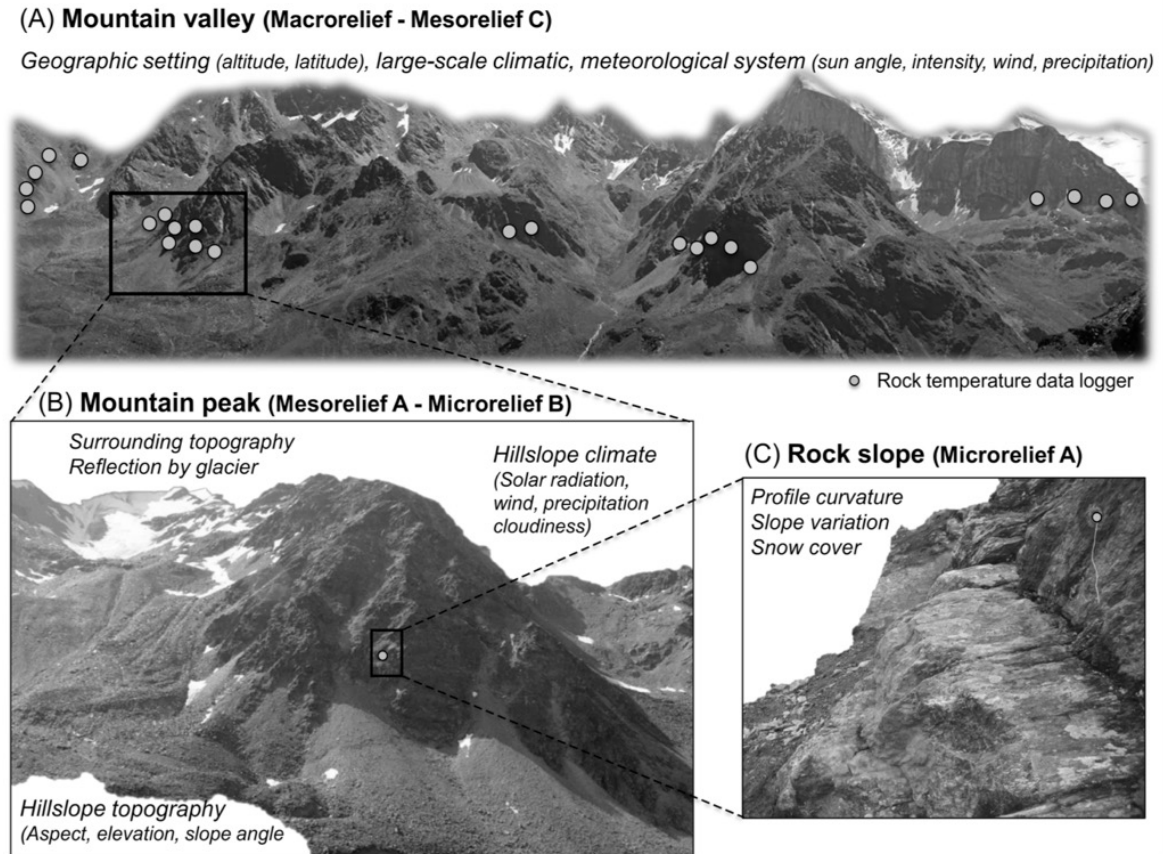 (A) Mountain valley (Macrorelief - Mesorelief C)
Geographic setting (altitude, latitude), large-scale climatic, meteorological system (sun angle, intensity, wind, precipitation)
Rock temperature data logger
(B) Mountain peak (Mesorelief A - Microrelief B)
Surrounding topography
Reflection by glacier
Hillslope climate
(Solar radiation,
wind, precipitation
cloudiness)
Hillslope topography
(Aspect, elevation, slope angle
(C) Rock slope (Microrelief A)
Profile curvature
Slope variation
Snow cover